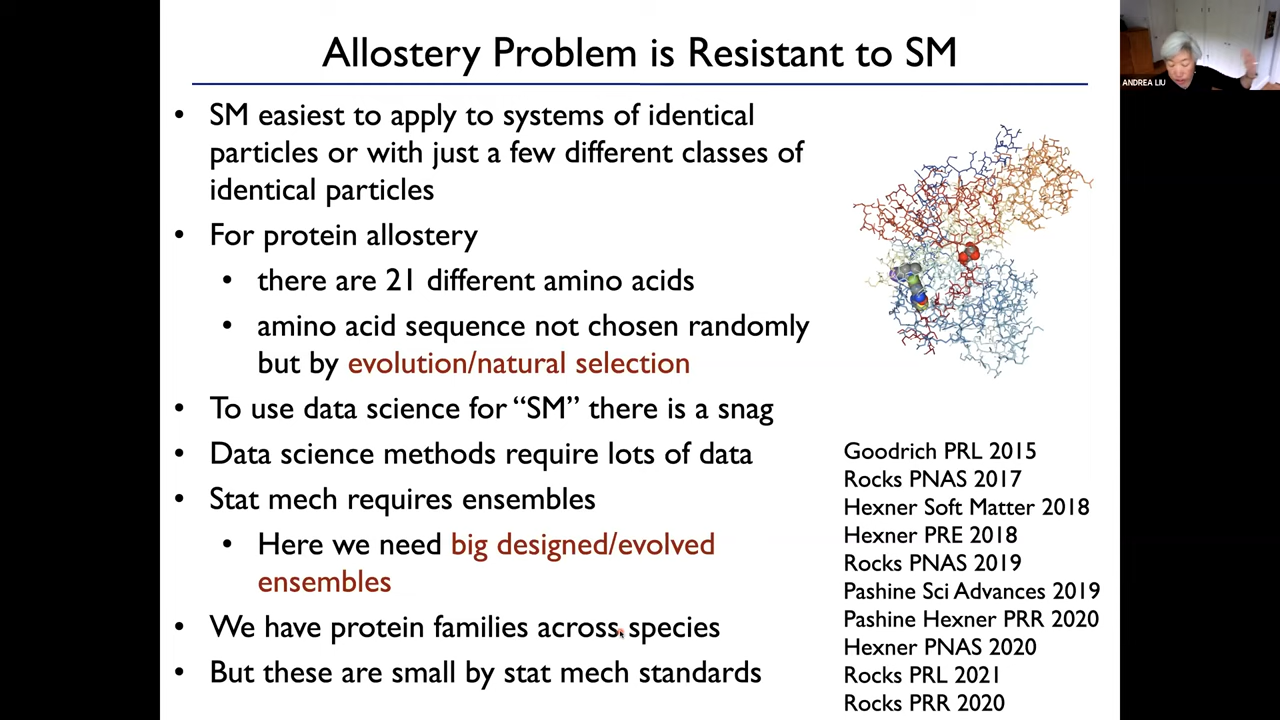 Allostery Problem is Resistant to SM
• SM easiest to apply to systems of identical
particles or with just a few different classes of
identical particles
• For protein allostery
• there are 21 different amino acids
• amino acid sequence not chosen randomly
but by evolution/natural selection
• To use data science for “SM” there is a snag
• Data science methods require lots of data
• Stat mech requires ensembles
• Here we need big designed/evolved
ensembles
• We have protein families across species
• But these are small by stat mech standards
Goodrich PRL 2015
Rocks PNAS 2017
Hexner Soft Matter 2018
Hexner PRE 2018
Rocks PNAS 2019
Pashine Sci Advances 2019
Pashine Hexner PRR 2020
Hexner PNAS 2020
Rocks PRL 2021
Rocks PRR 2020
ANDREA LIU